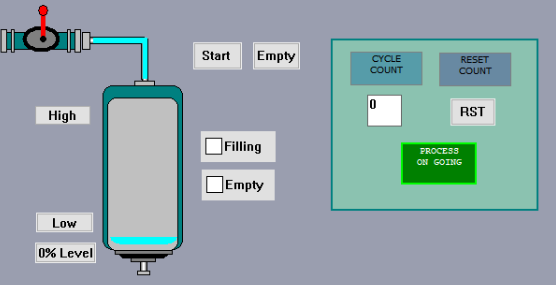 Start
Empty
High
Filling
Empty
Low
0% Level
CYCLE
COUNT
RESET
COUNT
0
RST
PROCESS
ON GOING